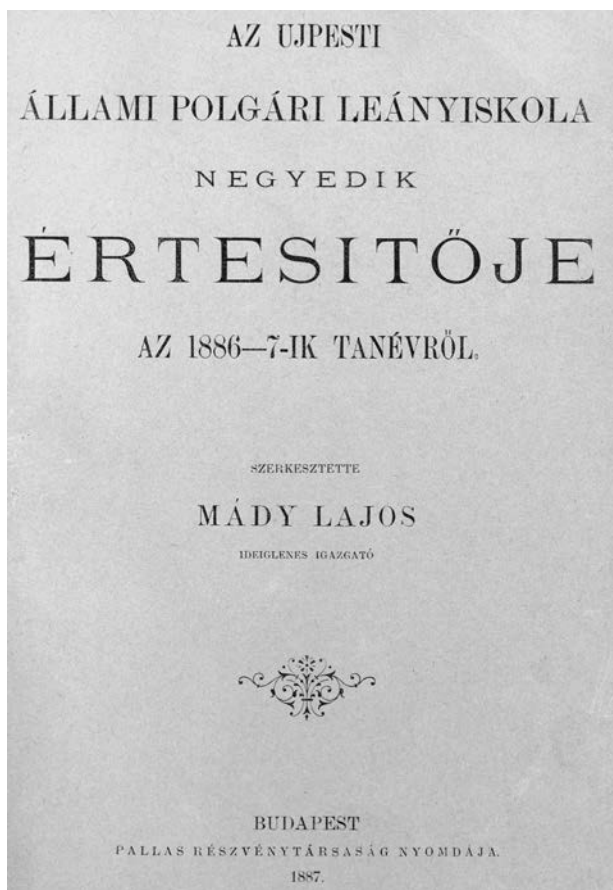 AZ UJPESTI
ÁLLAMI POLGÁRI LEÁNYISKOLA
NEGYEDIK
ÉRTESITŐJE
AZ 1886—7-IK TANÉVRŐL.
SZERKESZTETTE
MÁDY LAJOS
IDEIGLENES IGAZGATÓ
BUDAPEST
PALLAS RÉSZVÉNYTÁRSASÁG NYOMDÁJA.
1887.